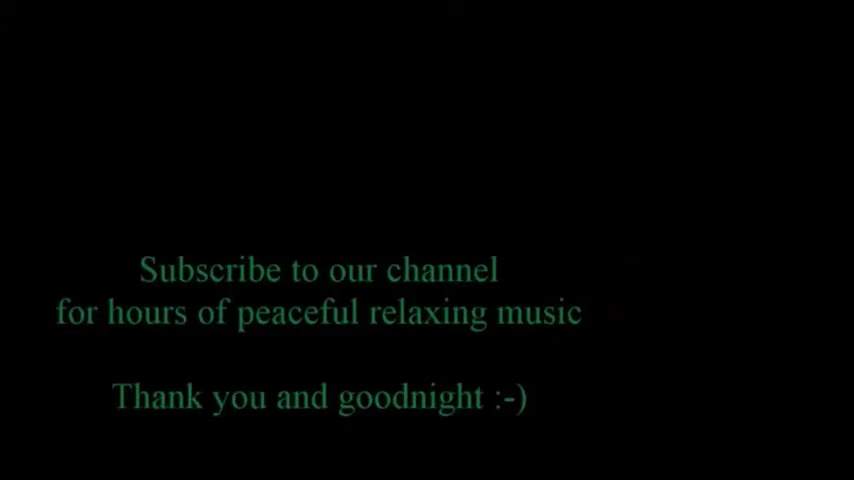 Subscribe to our channel
for hours of peaceful relaxing music
Thank you and goodnight :-)